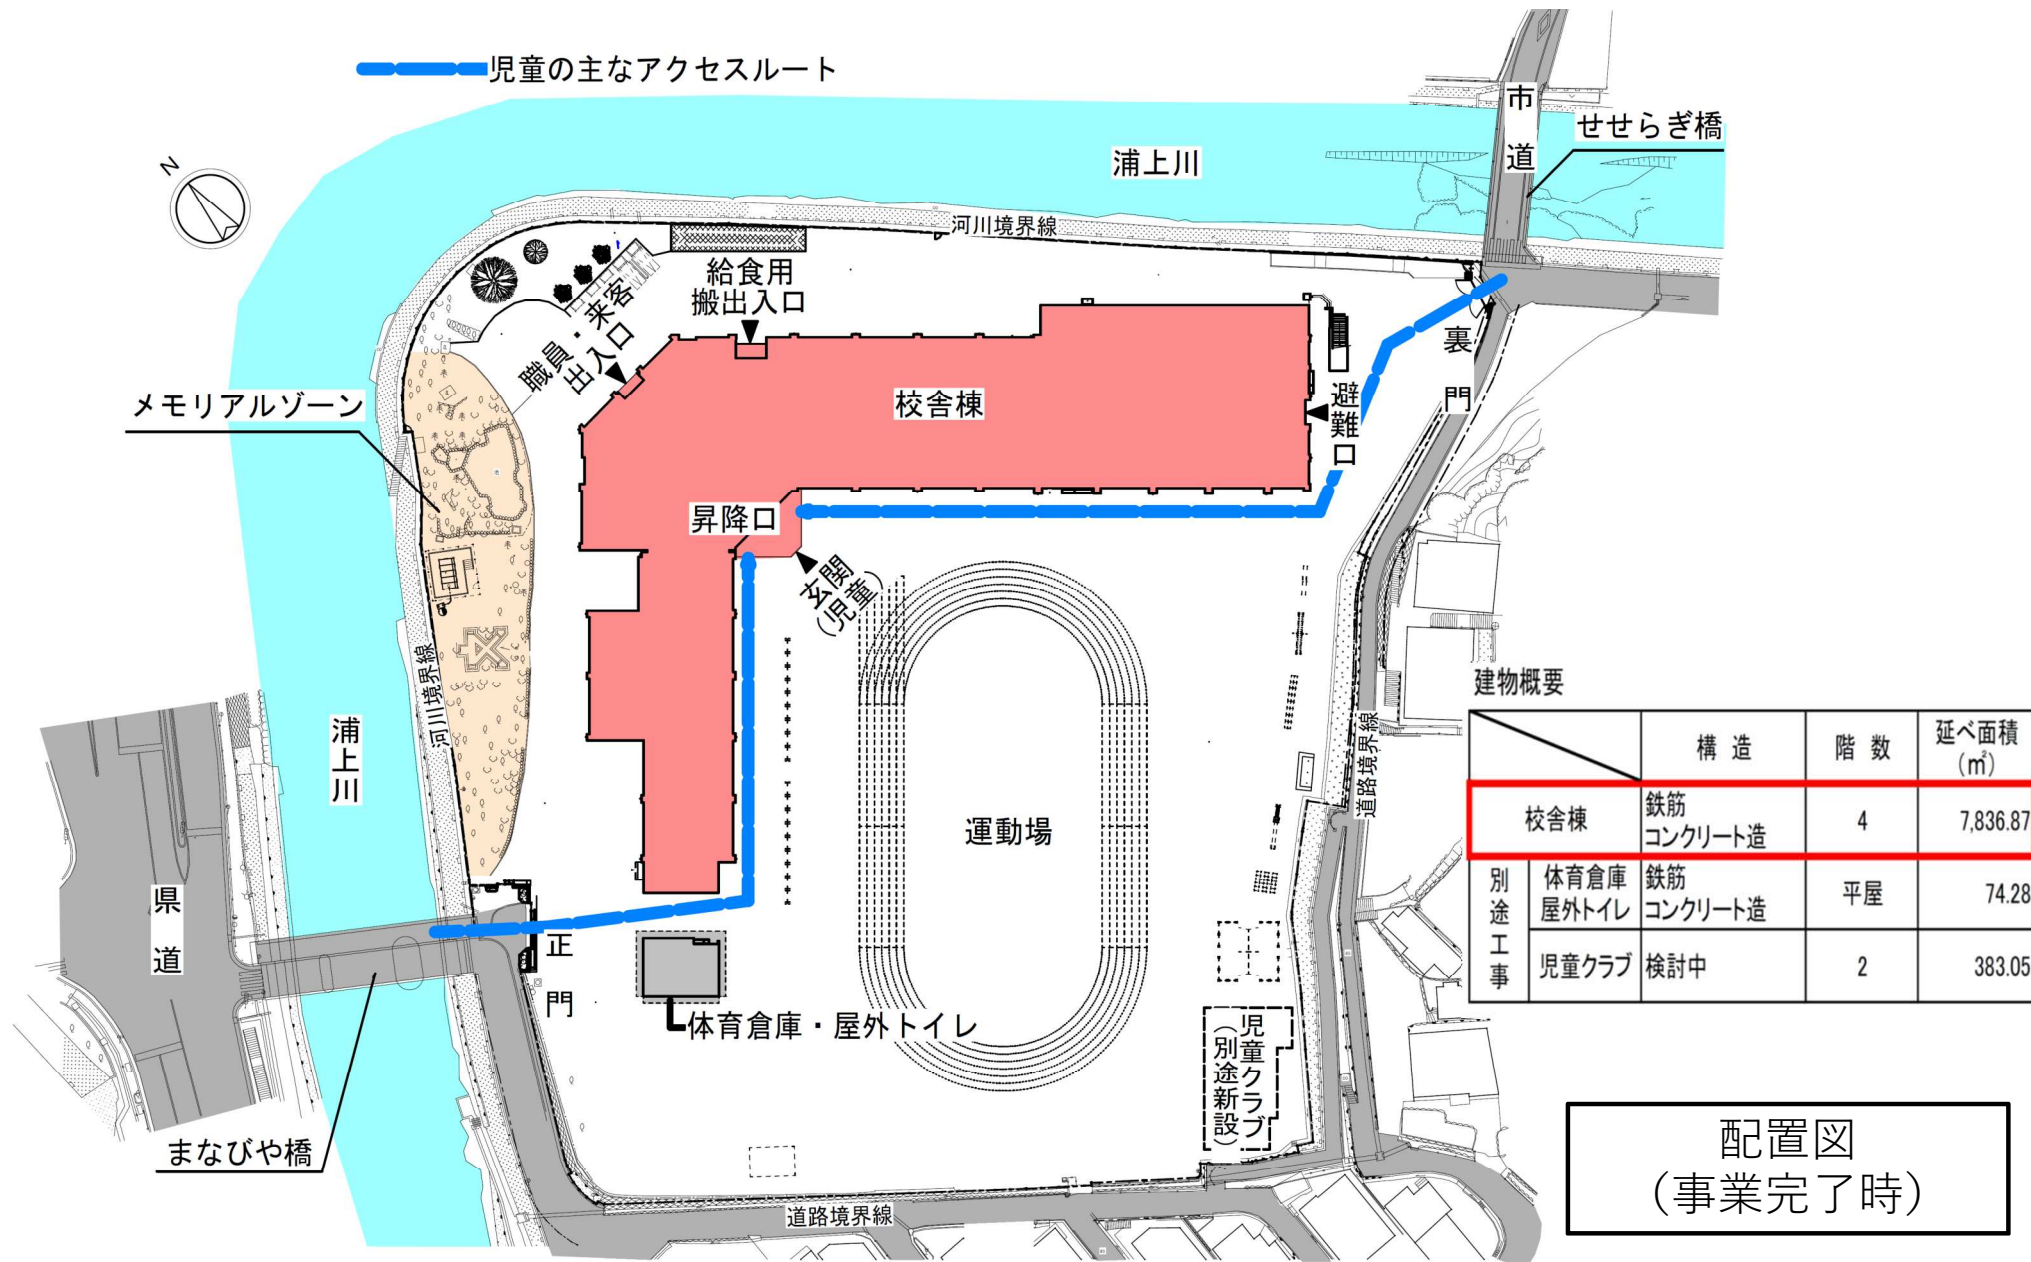 児童の主なアクセスルート
市道
せせらぎ橋
浦上川
N
河川境界線
給食用
搬出入口
職員・来客
出入口
裏門
メモリアルゾーン
校舎棟
避難口
昇降口
玄関
（児童）
河川境界線
浦上川
建物概要
構造 階数 延べ面積
（㎡）
校舎棟 鉄筋
コンクリート造 4 7,836.87
別途工事
体育倉庫
屋外トイレ 鉄筋
コンクリート造 平屋 74.28
児童クラブ 検討中 2 383.05
道路境界線
運動場
県道
正門
体育倉庫・屋外トイレ
児童クラブ
（別途新設）
まなびや橋
道路境界線
配置図
（事業完了時）